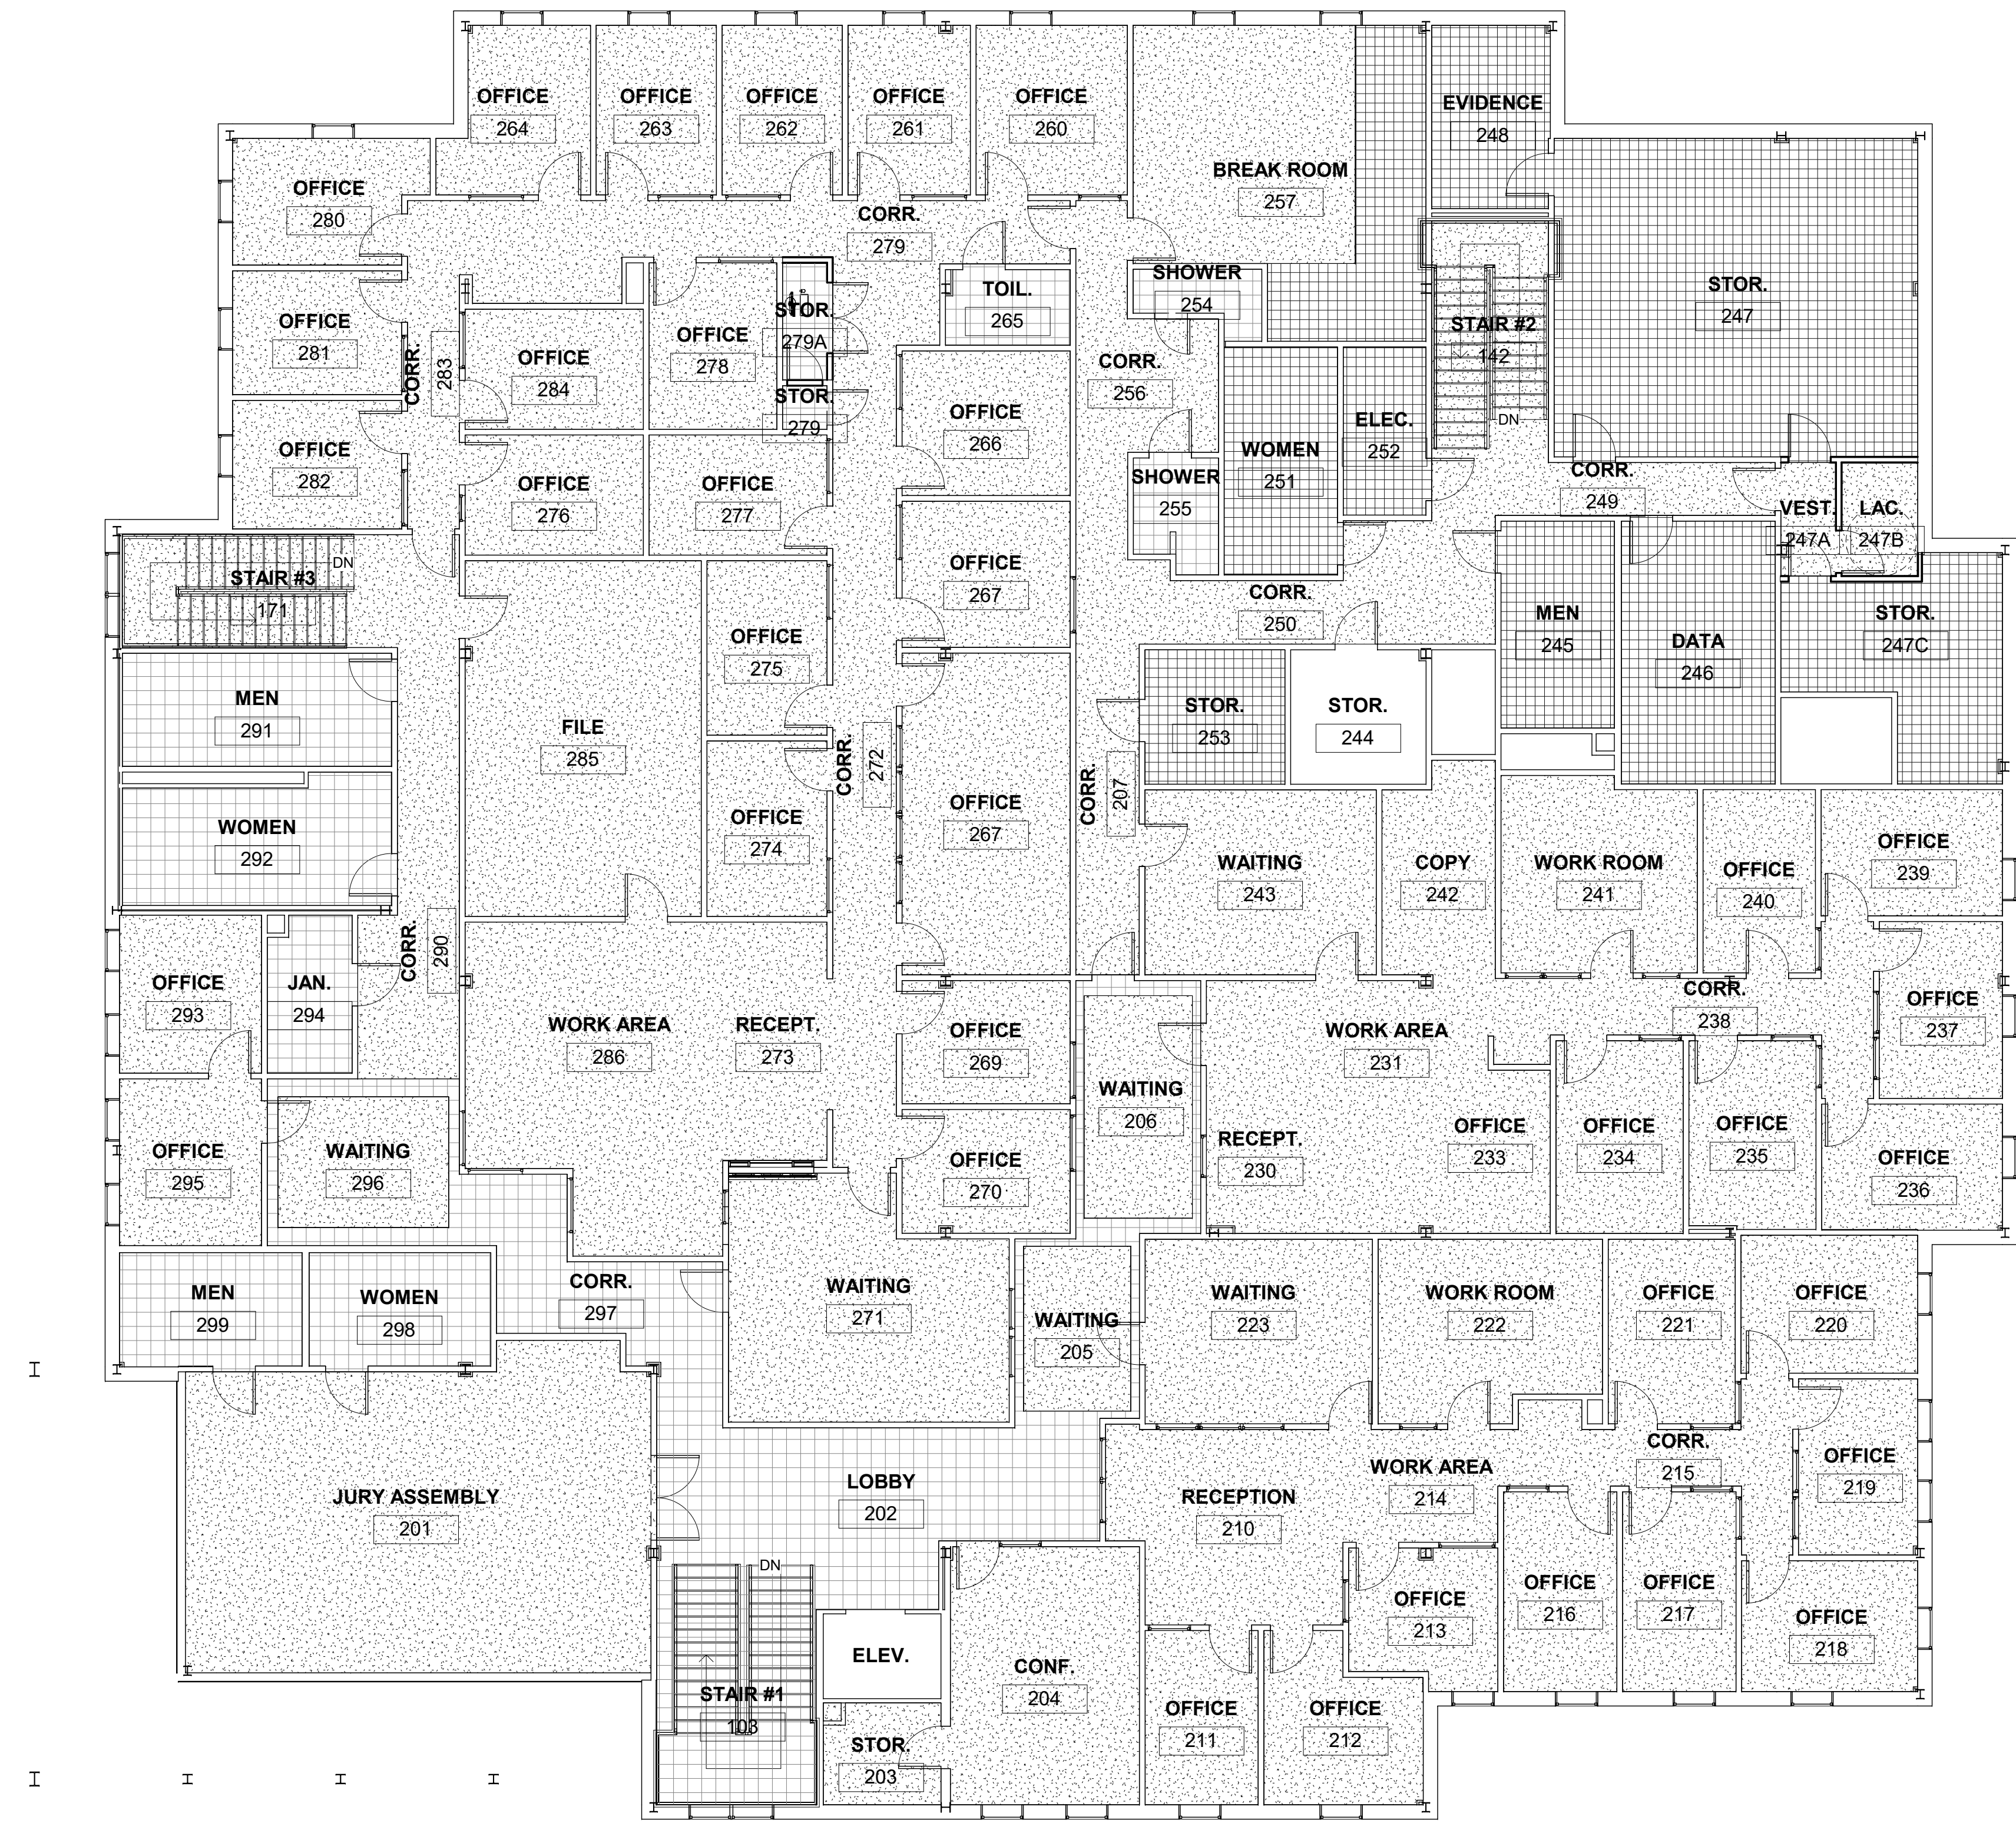 OFFICE
264
OFFICE
263
OFFICE
262
OFFICE
261
OFFICE
260
EVIDENCE
248
BREAK ROOM
257
OFFICE
280
CORR.
279
SHOWER
254
TOIL.
265
STOR.
247
OFFICE
281
STOR.
279A
OFFICE
278
STAIR #2
142
DN
CORR.
283
OFFICE
284
CORR.
256
STOR.
279
OFFICE
266
ELEC.
252
WOMEN
251
OFFICE
282
OFFICE
276
OFFICE
277
SHOWER
255
CORR.
249
VEST.
247A
LAC.
247B
DN
STAIR #3
171
OFFICE
267
CORR.
250
MEN
245
DATA
246
STOR.
247C
OFFICE
275
MEN
291
FILE
285
STOR.
253
STOR.
244
CORR.
272
CORR.
207
WOMEN
292
OFFICE
274
OFFICE
267
WAITING
243
COPY
242
WORK ROOM
241
OFFICE
240
OFFICE
239
CORR.
290
OFFICE
293
JAN.
294
WORK AREA
286
RECEPT.
273
OFFICE
269
WAITING
206
WORK AREA
231
CORR.
238
OFFICE
237
OFFICE
295
WAITING
296
OFFICE
270
RECEPT.
230
OFFICE
233
OFFICE
234
OFFICE
235
OFFICE
236
MEN
299
WOMEN
298
CORR.
297
WAITING
271
WAITING
205
WAITING
223
WORK ROOM
222
OFFICE
221
OFFICE
220
JURY ASSEMBLY
201
LOBBY
202
RECEPTION
210
WORK AREA
214
CORR.
215
OFFICE
219
DN
OFFICE
213
OFFICE
216
OFFICE
217
OFFICE
218
ELEV.
STAIR #1
103
CONF.
204
STOR.
203
OFFICE
211
OFFICE
212